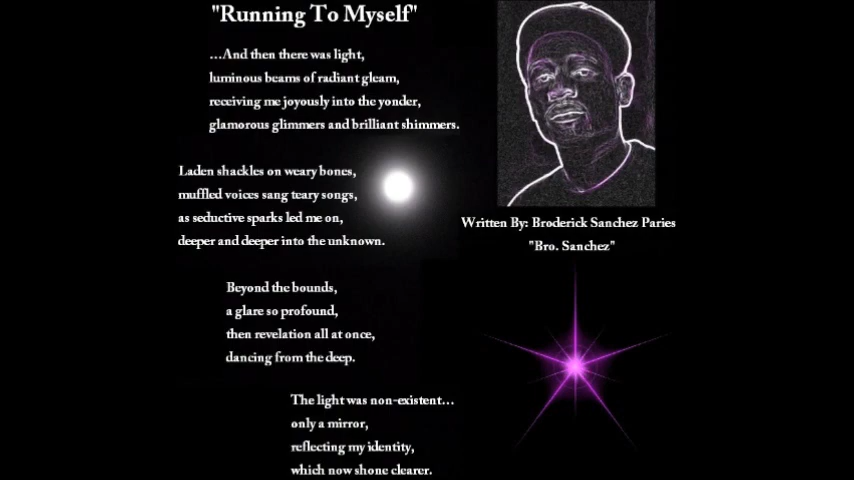 "Running To Myself"
...And then there was light,
luminous beams of radiant gleam,
receiving me joyously into the yonder,
glamorous glimmers and brilliant shimmers.
Laden shackles on weary bones,
muffled voices sang teary songs,
as seductive sparks led me on,
deeper and deeper into the unknown.
Beyond the bounds,
a glare so profound,
then revelation all at once,
dancing from the deep.
The light was non-existent...
only a mirror,
reflecting my identity,
which now shone clearer.
Written By: Broderick Sanchez Paries
"Bro. Sanchez"